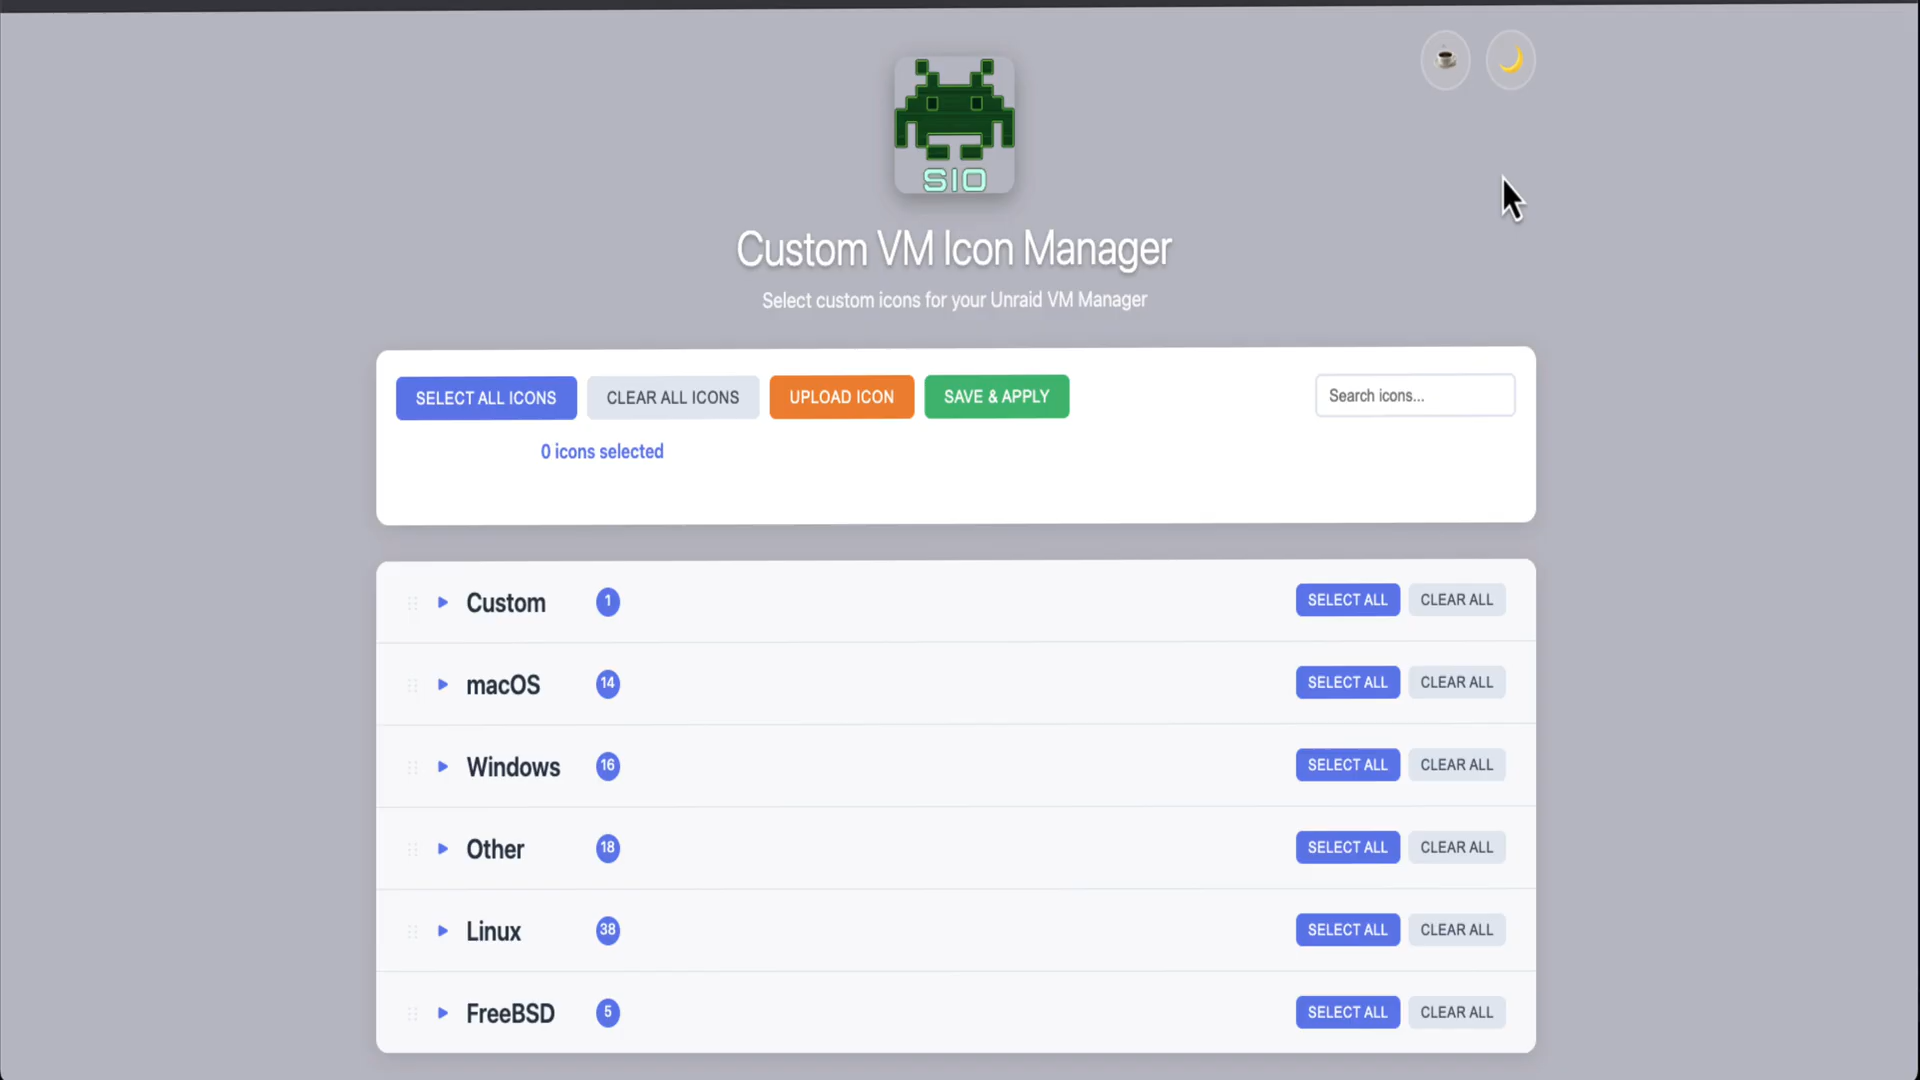 SIO
Custom VM Icon Manager
Select custom icons for your Unraid VM Manager
SELECT ALL ICONS CLEAR ALL ICONS UPLOAD ICON SAVE & APPLY Search icons...
0 icons selected
Custom 1 SELECT ALL CLEAR ALL
macOS 14 SELECT ALL CLEAR ALL
Windows 16 SELECT ALL CLEAR ALL
Other 18 SELECT ALL CLEAR ALL
Linux 38 SELECT ALL CLEAR ALL
FreeBSD 5 SELECT ALL CLEAR ALL